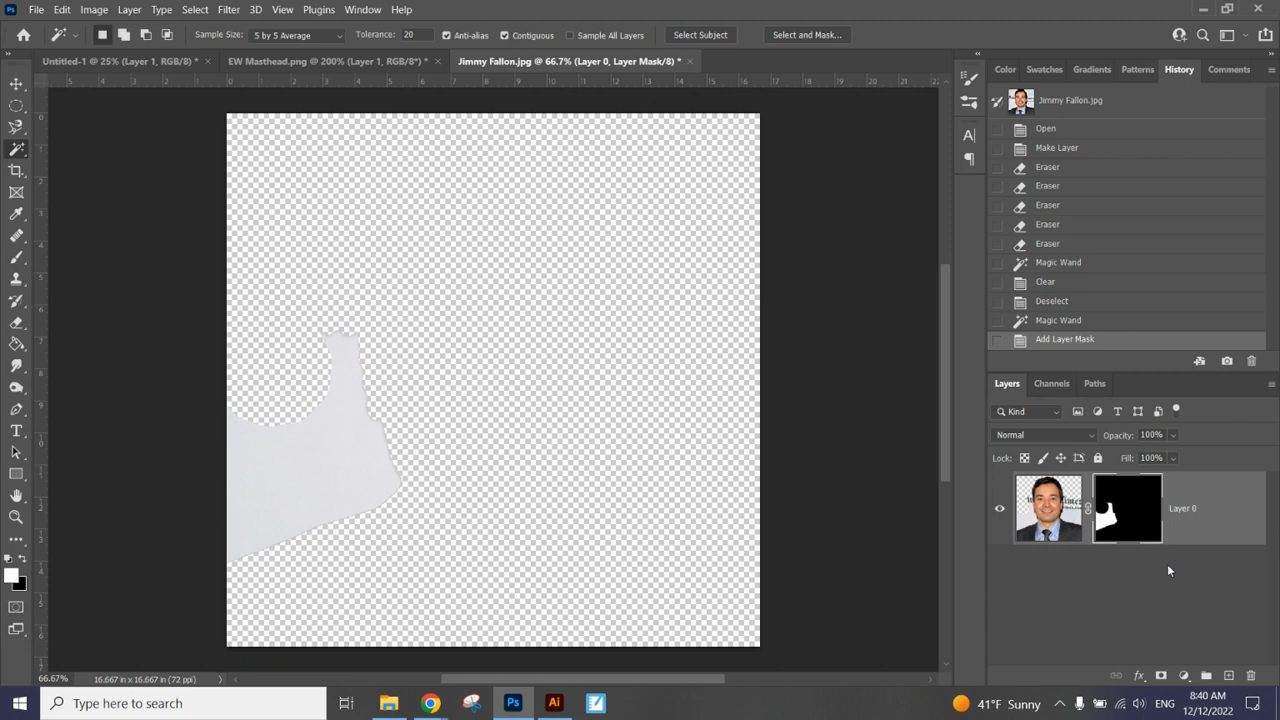 Ps File Edit Image Layer Type Select Filter 3D View Plugins Window Help
Sample Size: 5 by 5 Average Tolerance: 20 Anti-alias Contiguous Sample All Layers Select Subject Select and Mask...
Untitled-1 @ 25% (Layer 1, RGB/8) * × EW Masthead.png @ 200% (Layer 1, RGB/8*) * × Jimmy Fallon.jpg @ 66.7% (Layer 0, Layer Mask/8) * ×
Color Swatches Gradients Patterns History Comments
Jimmy Fallon.jpg
Open
Make Layer
Eraser
Eraser
Eraser
Eraser
Eraser
Magic Wand
Clear
Deselect
Magic Wand
Add Layer Mask
Layers Channels Paths
Kind
Normal Opacity: 100%
Lock: Fill: 100%
Layer 0
66.67% 16.667 in x 16.667 in (72 ppi)
Type here to search
Ps Ai
41°F Sunny ENG 8:40 AM
12/12/2022